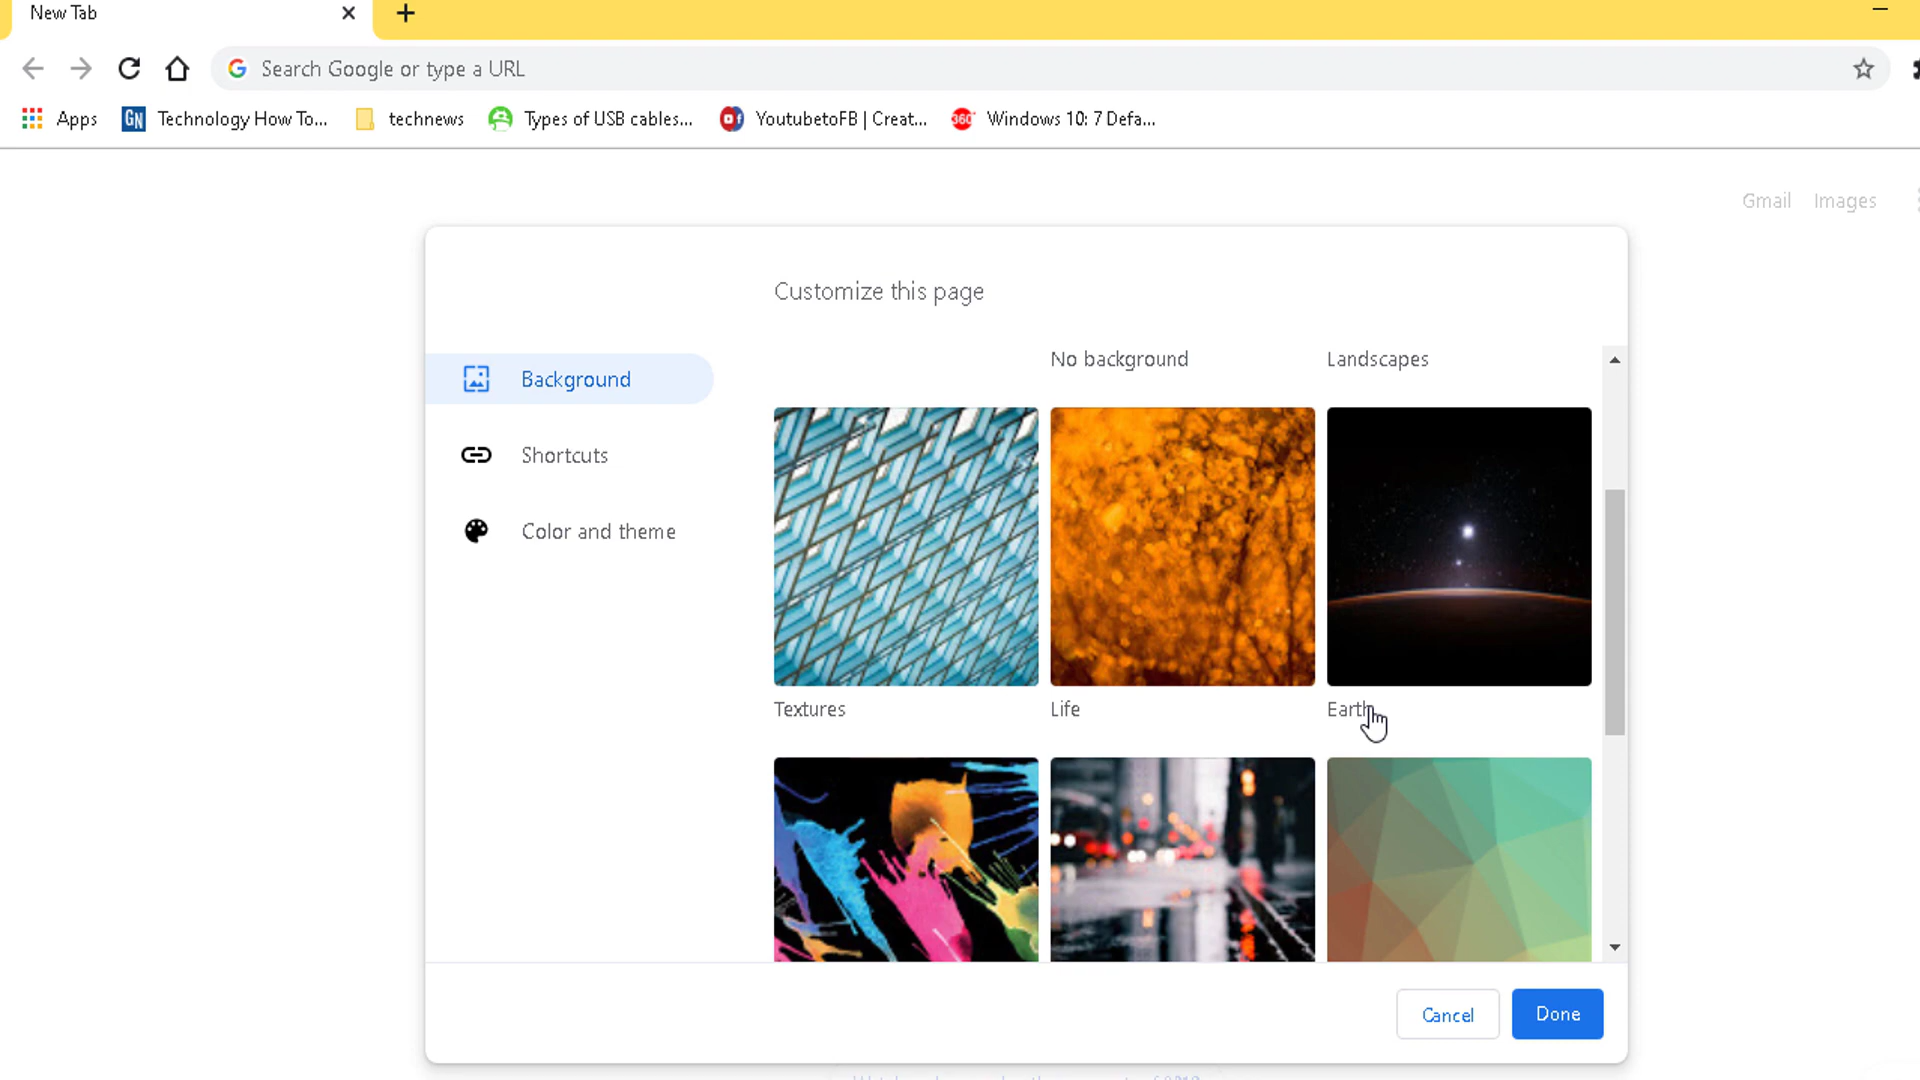 New Tab
Search Google or type a URL
Apps
GN
Technology How To...
technews
Types of USB cables...
YoutubetoFB | Creat...
360°
Windows 10: 7 Defa...
Gmail
Images
Customize this page
No background
Landscapes
Background
Shortcuts
Color and theme
Textures
Life
Earth
Cancel
Done